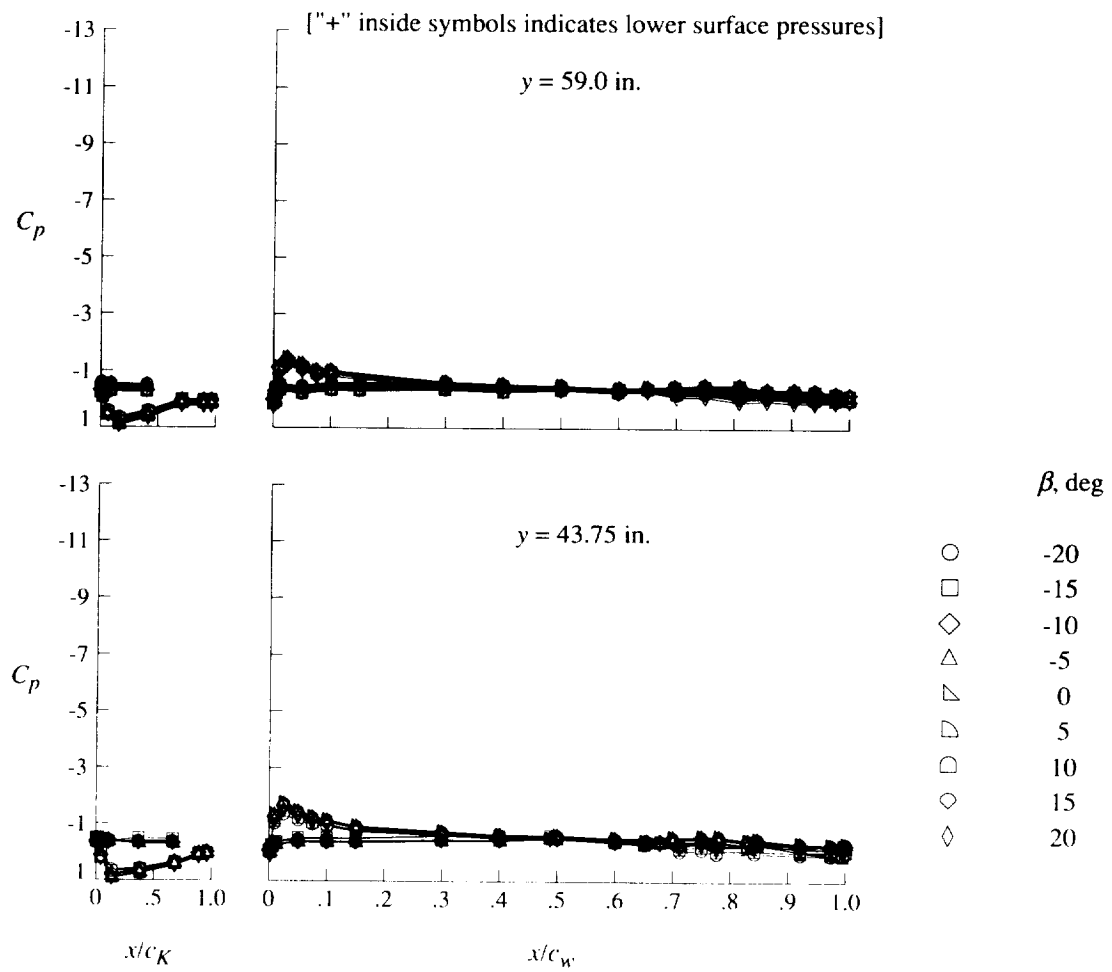 ["+" inside symbols indicates lower surface pressures]
y = 59.0 in.
-13
-11
-9
-7
-5
-3
-1
1
C_p
y = 43.75 in.
-13
-11
-9
-7
-5
-3
-1
1
C_p
0 .5 1.0
0 .1 .2 .3 .4 .5 .6 .7 .8 .9 1.0
x/c_K
x/c_w
β, deg
-20
-15
-10
-5
0
5
10
15
20